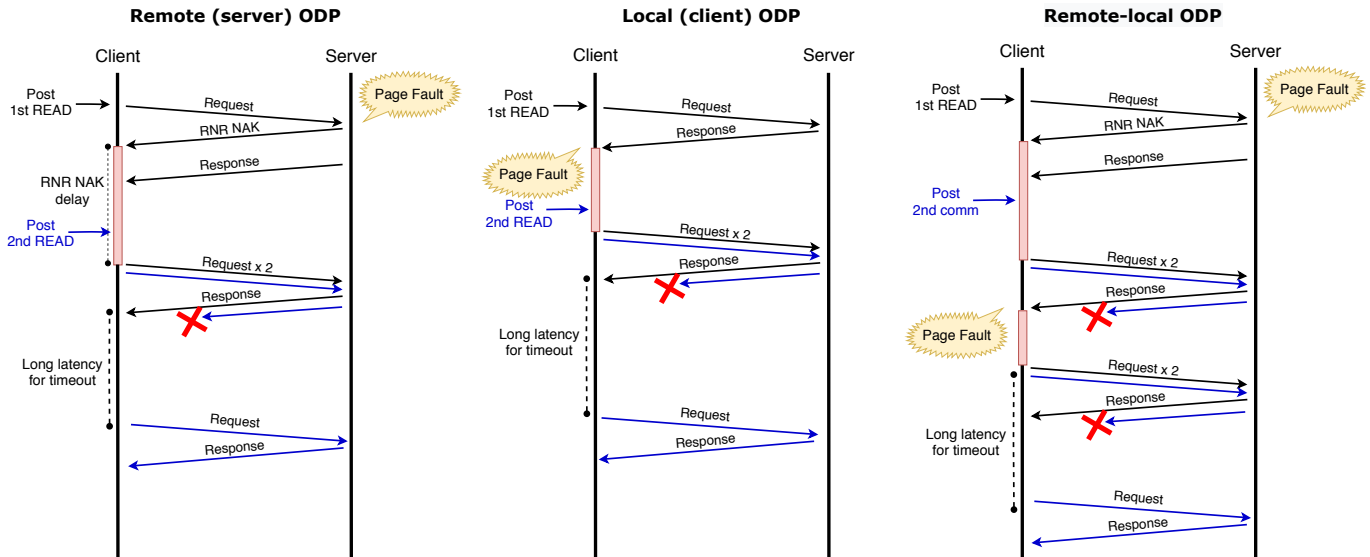 Remote (server) ODP
Client
Server
Page Fault
Post
1st READ
Request
RNR NAK
Response
RNR NAK
delay
Post
2nd READ
Request x 2
Response
Long latency
for timeout
Request
Response
Local (client) ODP
Client
Server
Post
1st READ
Request
Response
Page Fault
Post
2nd READ
Request x 2
Response
Long latency
for timeout
Request
Response
Remote-local ODP
Client
Server
Page Fault
Post
1st READ
Request
RNR NAK
Response
Post
2nd comm
Request x 2
Response
Page Fault
Request x 2
Response
Long latency
for timeout
Request
Response